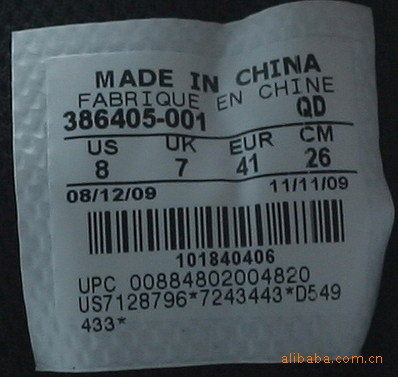 MADE IN CHINA
FABRIQUE EN CHINE
386405-001 QD
US UK EUR CM
8 7 41 26
08/12/09 11/11/09
101840406
UPC 00884802004820
US7128796*7243443*D549
433*
alibaba.com.cn